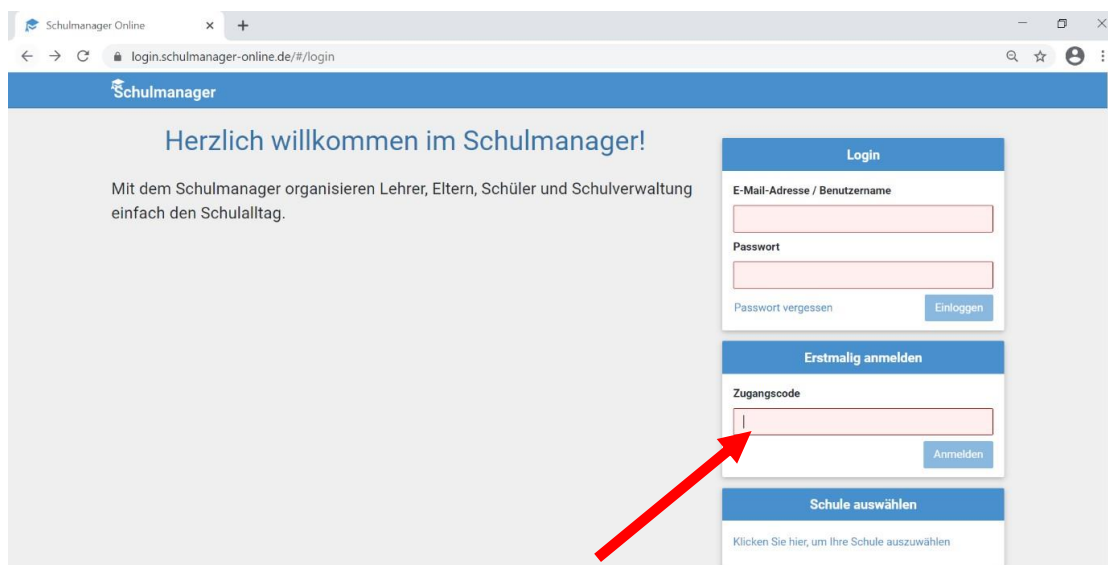 Schulmanager Online
login.schulmanager-online.de/#/login
Schulmanager
Herzlich willkommen im Schulmanager!
Mit dem Schulmanager organisieren Lehrer, Eltern, Schüler und Schulverwaltung
einfach den Schulalltag.
Login
E-Mail-Adresse / Benutzername
Passwort
Passwort vergessen
Einloggen
Erstmalig anmelden
Zugangscode
Anmelden
Schule auswählen
Klicken Sie hier, um Ihre Schule auszuwählen